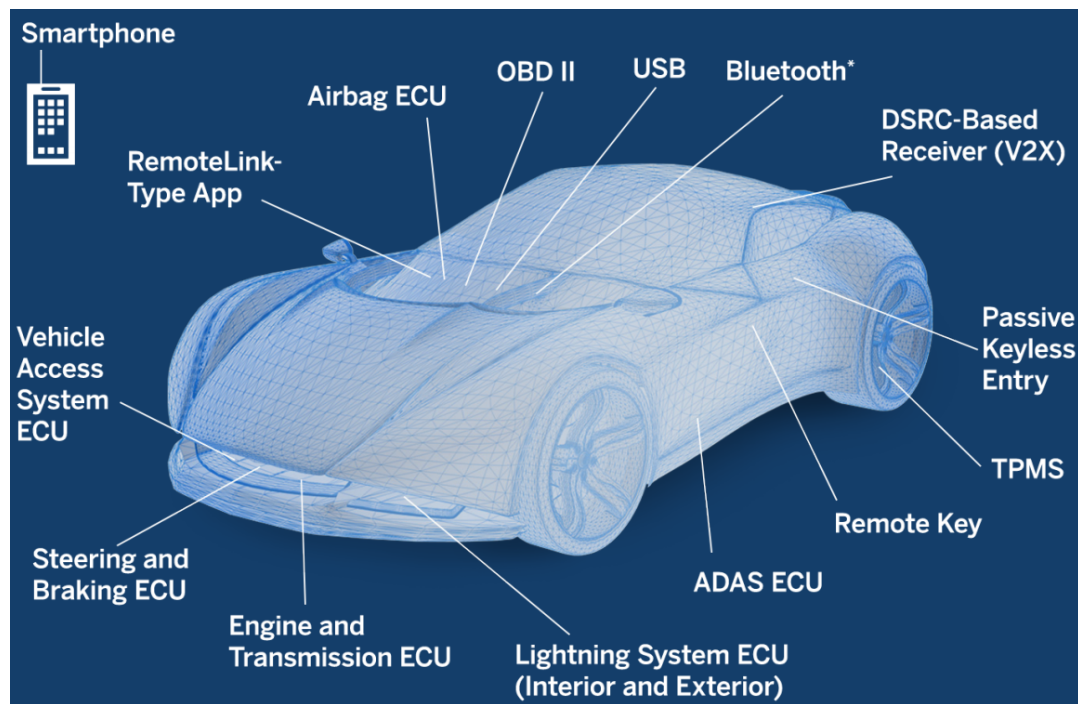 Smartphone
Airbag ECU
OBD II
USB
Bluetooth*
DSRC-Based
Receiver (V2X)
RemoteLink-
Type App
Vehicle
Access
System
ECU
Passive
Keyless
Entry
TPMS
Remote Key
ADAS ECU
Steering and
Braking ECU
Engine and
Transmission ECU
Lightning System ECU
(Interior and Exterior)